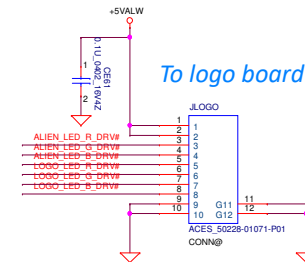 +5VALW
1
2
0.1U_0402_16V4Z
CE61
To logo board
JLOGO
1 1
2 2
ALIEN_LED_R_DRV# 3 3
ALIEN_LED_G_DRV# 4 4
ALIEN_LED_B_DRV# 5 5
LOGO_LED_R_DRV# 6 6
LOGO_LED_G_DRV# 7 7
LOGO_LED_B_DRV# 8 8
9 9 G11 11
10 10 G12 12
ACES_50228-01071-P01
CONN@